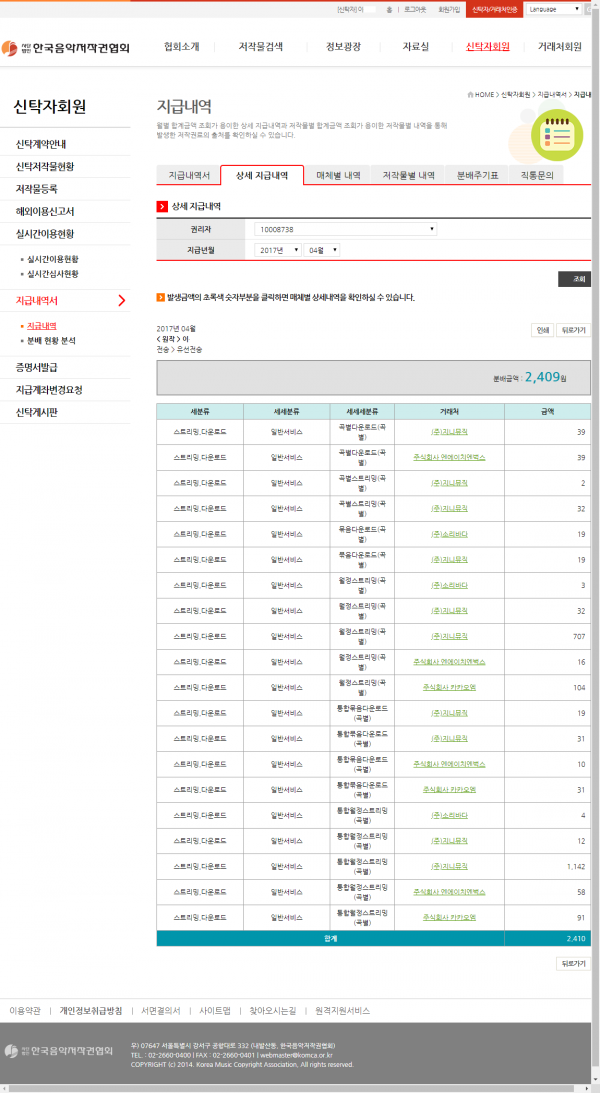 [신탁자] 이 홈 | 로그아웃 회원가입 신탁자/거래처인증 Language
사단법인 한국음악저작권협회 협회소개 저작물검색 정보광장 자료실 신탁자회원 거래처회원
HOME > 신탁자회원 > 지급내역서 > 지급내
신탁자회원
신탁계약안내
신탁저작물현황
저작물등록
해외이용신고서
실시간이용현황
실시간이용현황
실시간심사현황
지급내역서
지급내역
분배 현황 분석
증명서발급
지급계좌변경요청
신탁게시판
지급내역
월별 합계금액 조회가 용이한 상세 지급내역과 저작물별 합계금액 조회가 용이한 저작물별 내역을 통해
발생한 저작권료의 출처를 확인하실 수 있습니다.
지급내역서 상세 지급내역 매체별 내역 저작물별 내역 분배주기표 직통문의
상세 지급내역
권리자 10008738
지급년월 2017년 04월
조회
발생금액의 초록색 숫자부분을 클릭하면 매체별 상세내역을 확인하실 수 있습니다.
2017년 04월 인쇄 뒤로가기
< 원작 > 아
전송 > 유선전송
분배금액 : 2,409원
세분류 세세분류 세세세분류 거래처 금액
스트리밍,다운로드 일반서비스 곡별다운로드(곡별) (주)지니뮤직 39
스트리밍,다운로드 일반서비스 곡별다운로드(곡별) 주식회사 엔에이치엔벅스 39
스트리밍,다운로드 일반서비스 곡별스트리밍(곡별) (주)지니뮤직 2
스트리밍,다운로드 일반서비스 곡별스트리밍(곡별) (주)지니뮤직 32
스트리밍,다운로드 일반서비스 묶음다운로드(곡별) (주)소리바다 19
스트리밍,다운로드 일반서비스 묶음다운로드(곡별) (주)지니뮤직 19
스트리밍,다운로드 일반서비스 월정스트리밍(곡별) (주)소리바다 3
스트리밍,다운로드 일반서비스 월정스트리밍(곡별) (주)지니뮤직 32
스트리밍,다운로드 일반서비스 월정스트리밍(곡별) (주)지니뮤직 707
스트리밍,다운로드 일반서비스 월정스트리밍(곡별) 주식회사 엔에이치엔벅스 16
스트리밍,다운로드 일반서비스 월정스트리밍(곡별) 주식회사 카카오엠 104
스트리밍,다운로드 일반서비스 통합묶음다운로드(곡별) (주)지니뮤직 19
스트리밍,다운로드 일반서비스 통합묶음다운로드(곡별) (주)지니뮤직 31
스트리밍,다운로드 일반서비스 통합묶음다운로드(곡별) 주식회사 엔에이치엔벅스 10
스트리밍,다운로드 일반서비스 통합묶음다운로드(곡별) 주식회사 카카오엠 31
스트리밍,다운로드 일반서비스 통합월정스트리밍(곡별) (주)소리바다 4
스트리밍,다운로드 일반서비스 통합월정스트리밍(곡별) (주)지니뮤직 12
스트리밍,다운로드 일반서비스 통합월정스트리밍(곡별) (주)지니뮤직 1,142
스트리밍,다운로드 일반서비스 통합월정스트리밍(곡별) 주식회사 엔에이치엔벅스 58
스트리밍,다운로드 일반서비스 통합월정스트리밍(곡별) 주식회사 카카오엠 91
합계 2,410
뒤로가기
이용약관 | 개인정보취급방침 | 서면결의서 | 사이트맵 | 찾아오시는길 | 원격지원서비스
사단법인 한국음악저작권협회
우) 07647 서울특별시 강서구 공항대로 332 (내발산동, 한국음악저작권협회)
TEL. : 02-2660-0400 | FAX : 02-2660-0401 | webmaster@komca.or.kr
COPYRIGHT (c) 2014. Korea Music Copyright Association, All rights reserved.